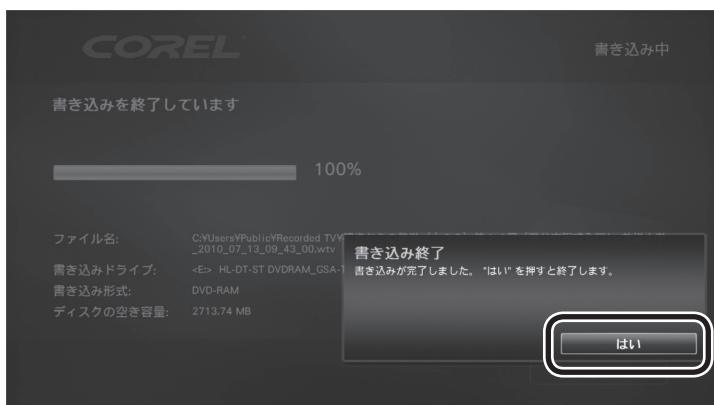 COREL
書き込み中
書き込みを終了しています
100%
ファイル名: C:¥Users¥Public¥Recorded TV¥
_2010_07_13_09_43_00.wtv
書き込みドライブ: <E:> HL-DT-ST DVDRAM_GSA-T
書き込み形式: DVD-RAM
ディスクの空き容量: 2713.74 MB
書き込み終了
書き込みが完了しました。 "はい" を押すと終了します。
はい